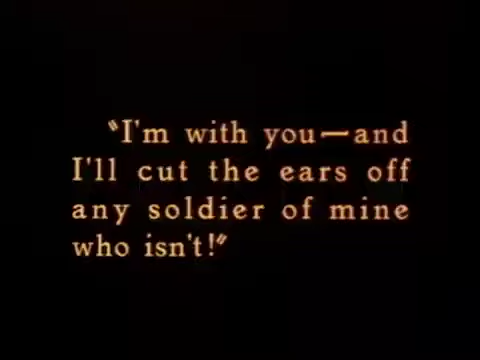 "I'm with you—and
I'll cut the ears off
any soldier of mine
who isn't!"